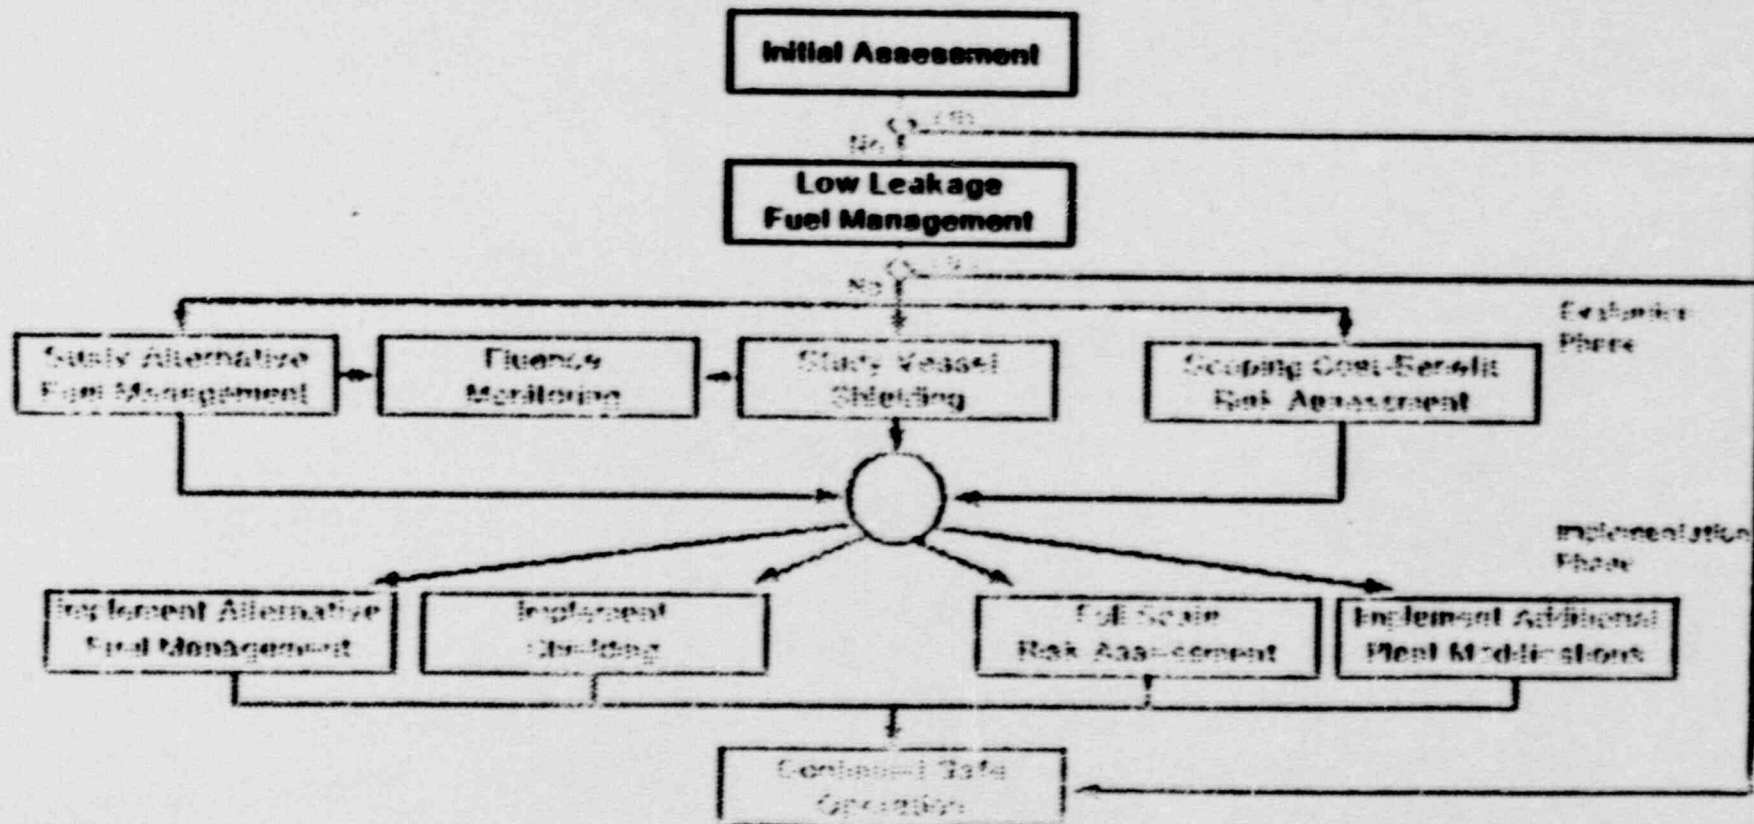 Initial Assessment
No
Low Leakage
Fuel Management
No
Evaluation
Phase
Study Alternative
Fuel Management
Fluence
Monitoring
Study Vessel
Shielding
Scoping Cost-Benefit
Risk Assessment
Implementation
Phase
Implement Alternative
Fuel Management
Implement
Shielding
Full Scale
Risk Assessment
Implement Additional
Plant Modifications
Continued Safe
Operation